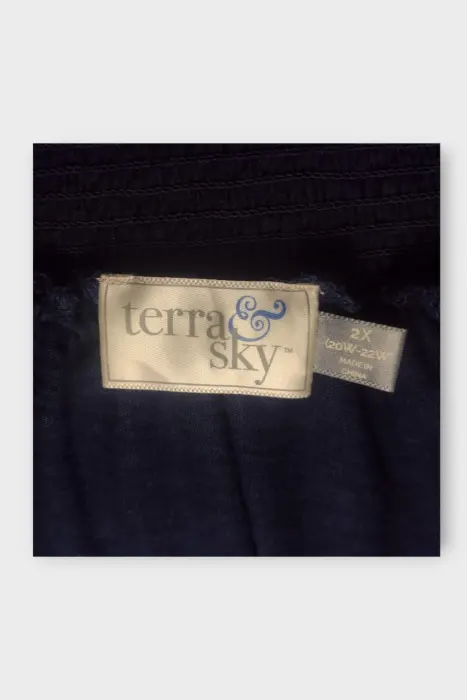 terra &
sky™
2X
(20W-22W)
MADE IN
CHINA